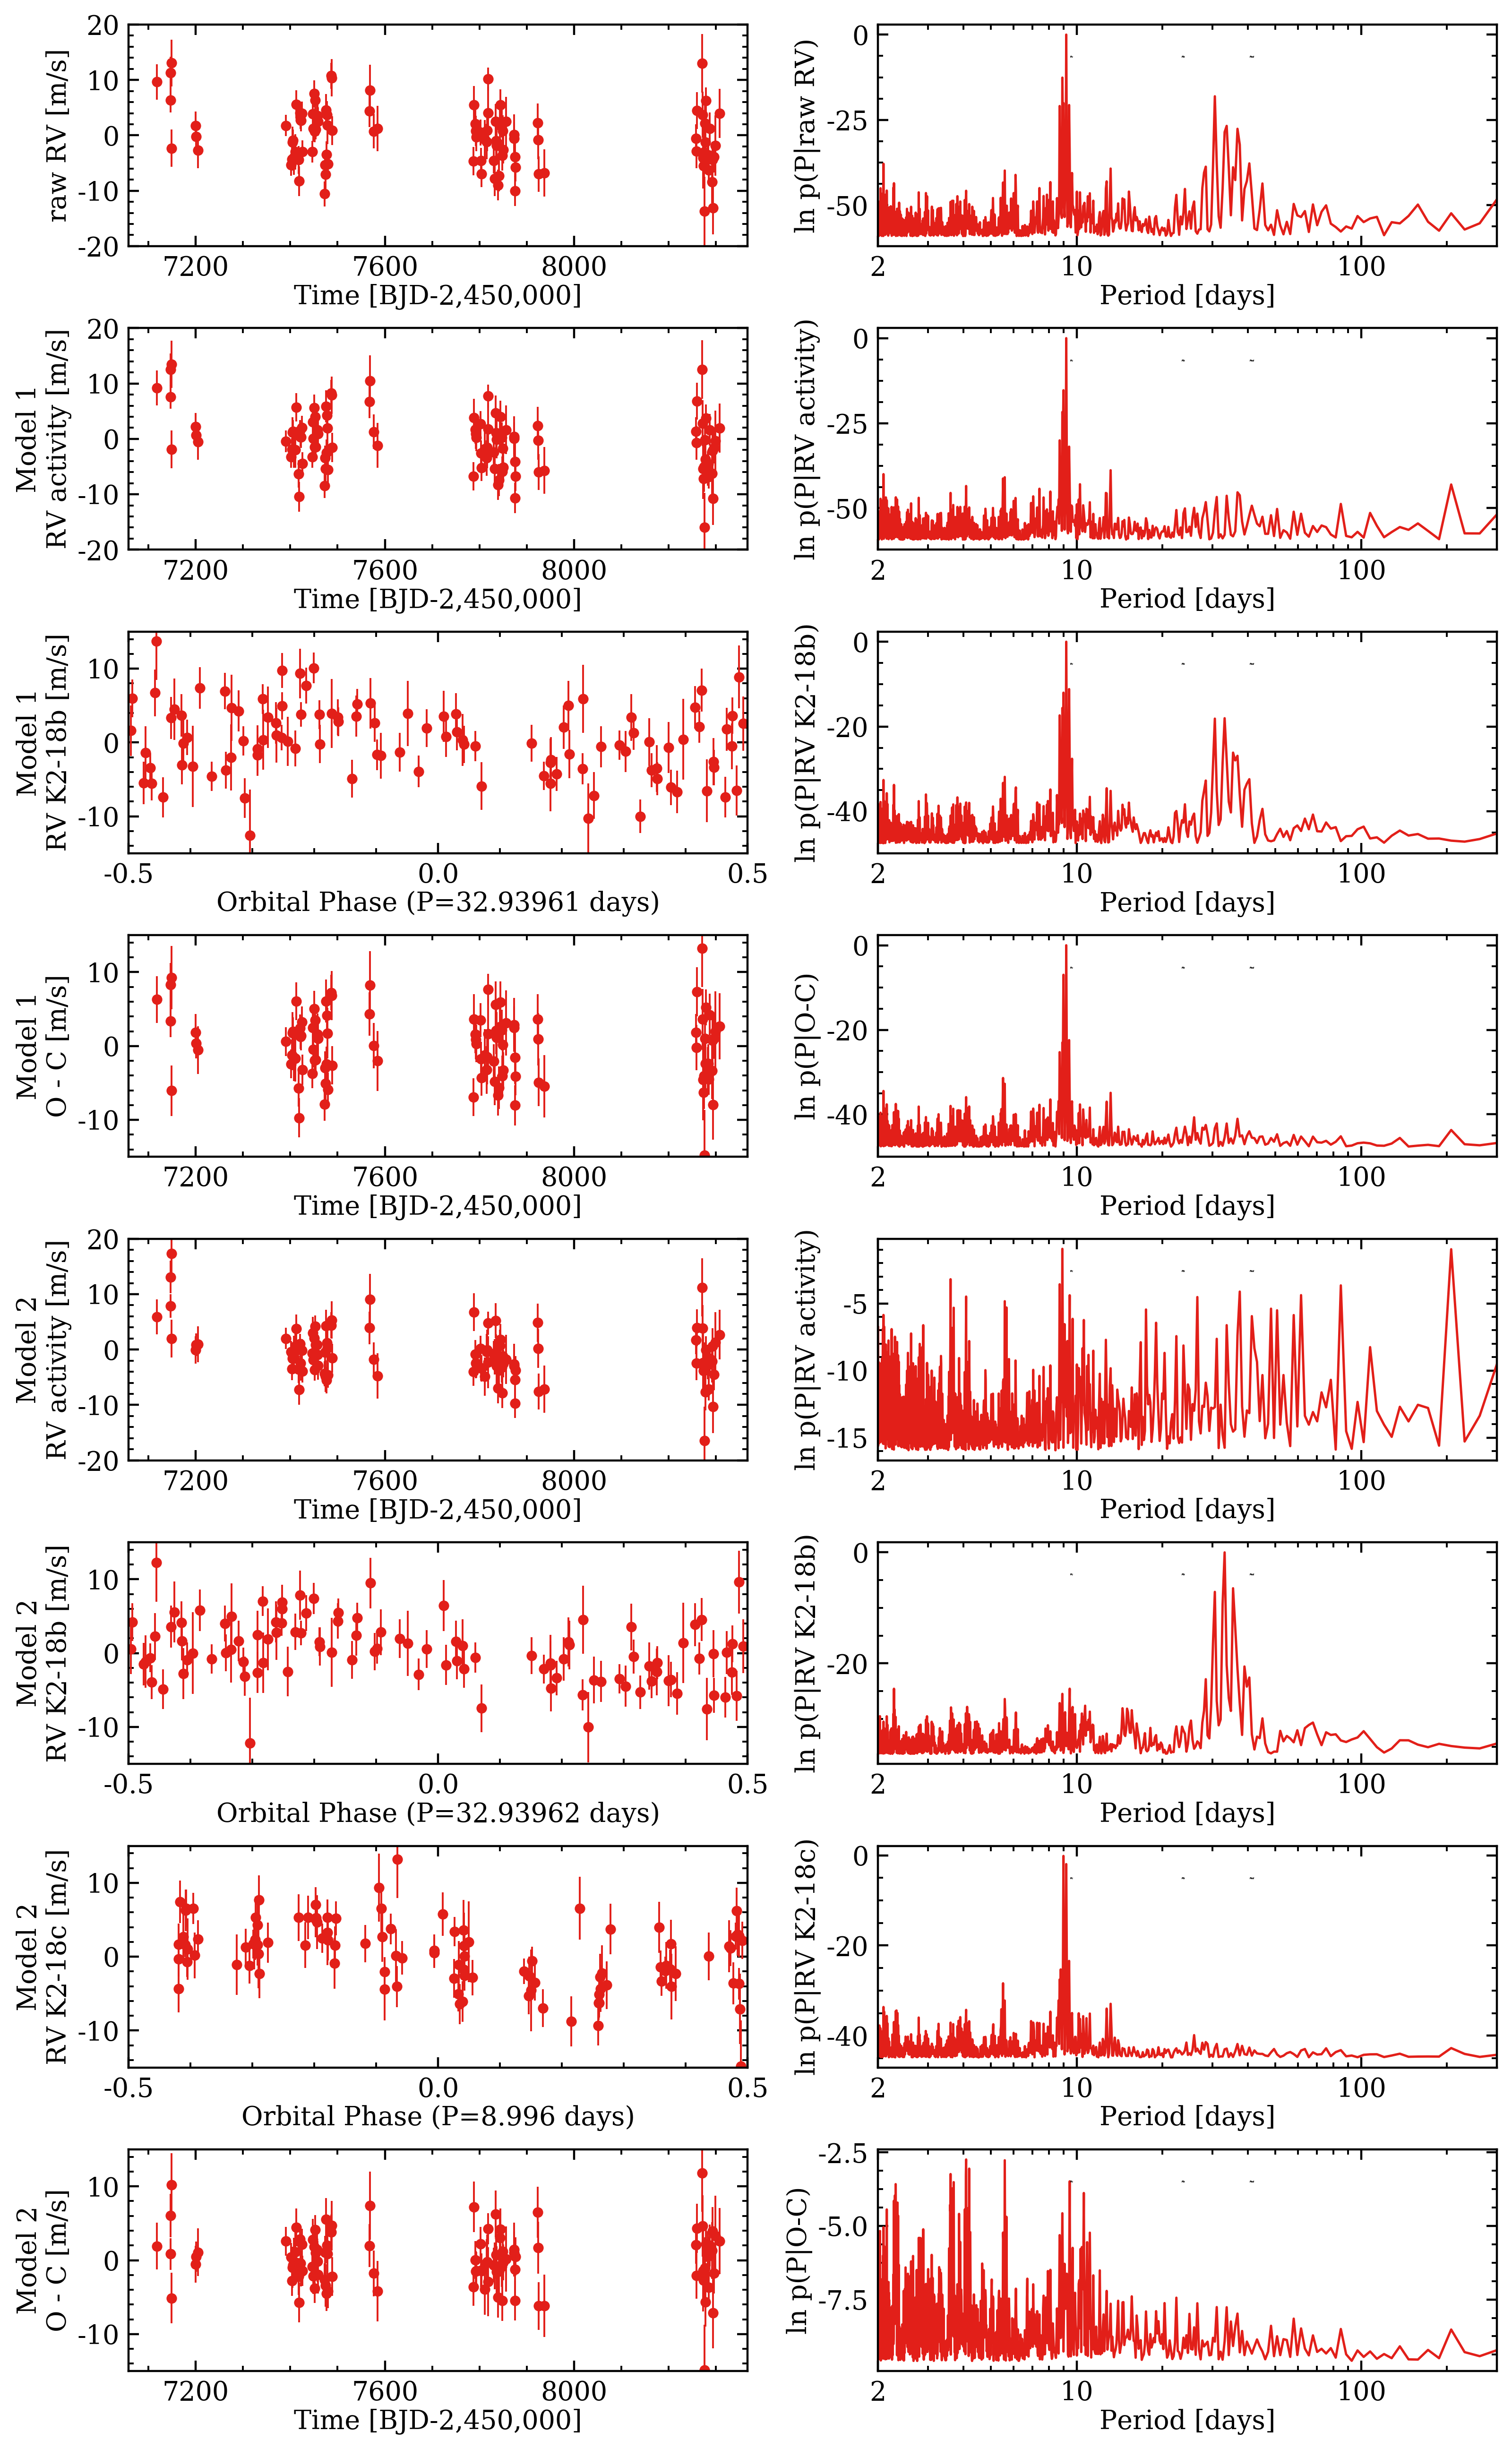 20
10
0
-10
-20
raw RV [m/s]
7200 7600 8000
Time [BJD-2,450,000]
0
-25
-50
ln p(P|raw RV)
2 10 100
Period [days]
20
10
0
-10
-20
Model 1
RV activity [m/s]
7200 7600 8000
Time [BJD-2,450,000]
0
-25
-50
ln p(P|RV activity)
2 10 100
Period [days]
10
0
-10
Model 1
RV K2-18b [m/s]
-0.5 0.0 0.5
Orbital Phase (P=32.93961 days)
0
-20
-40
ln p(P|RV K2-18b)
2 10 100
Period [days]
10
0
-10
Model 1
O - C [m/s]
7200 7600 8000
Time [BJD-2,450,000]
0
-20
-40
ln p(P|O-C)
2 10 100
Period [days]
20
10
0
-10
-20
Model 2
RV activity [m/s]
7200 7600 8000
Time [BJD-2,450,000]
-5
-10
-15
ln p(P|RV activity)
2 10 100
Period [days]
10
0
-10
Model 2
RV K2-18b [m/s]
-0.5 0.0 0.5
Orbital Phase (P=32.93962 days)
0
-20
ln p(P|RV K2-18b)
2 10 100
Period [days]
10
0
-10
Model 2
RV K2-18c [m/s]
-0.5 0.0 0.5
Orbital Phase (P=8.996 days)
0
-20
-40
ln p(P|RV K2-18c)
2 10 100
Period [days]
10
0
-10
Model 2
O - C [m/s]
7200 7600 8000
Time [BJD-2,450,000]
-2.5
-5.0
-7.5
ln p(P|O-C)
2 10 100
Period [days]